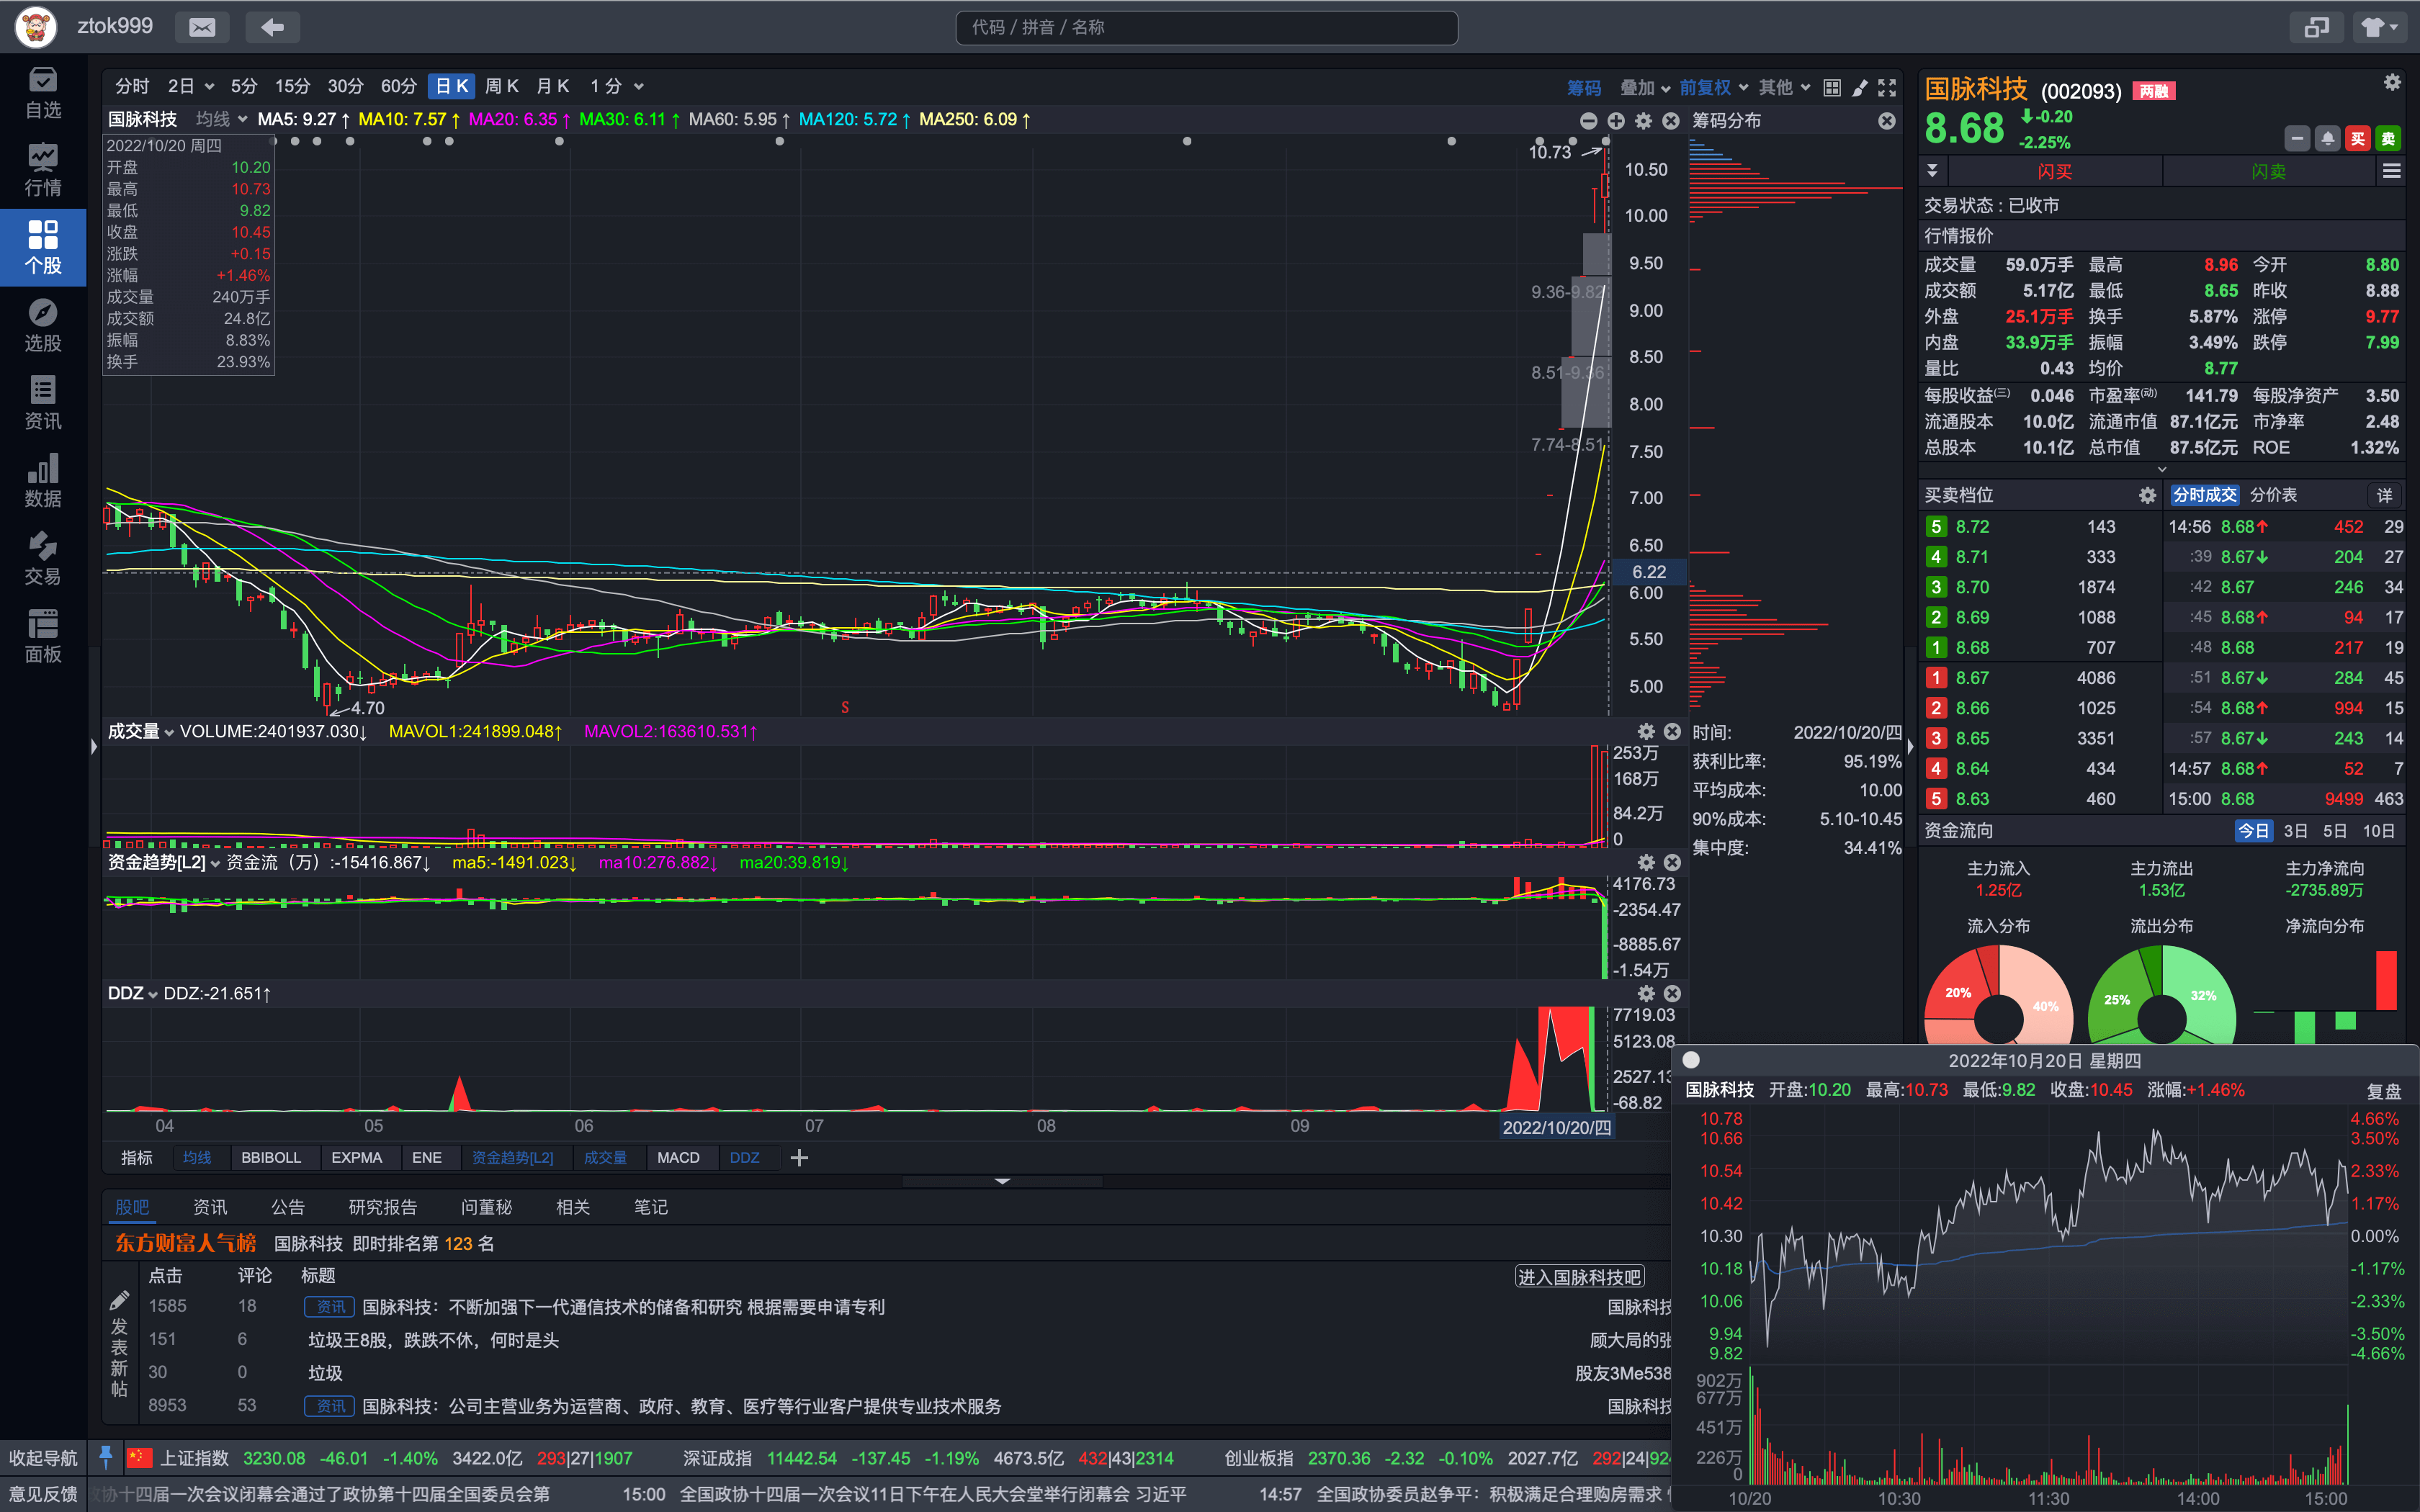 ztok999
代码 / 拼音 / 名称
自选
行情
个股
选股
资讯
数据
交易
面板
分时 2日 5分 15分 30分 60分 日K 周K 月K 1分
筹码 叠加 前复权 其他
国脉科技 均线 MA5: 9.27↑ MA10: 7.57↑ MA20: 6.35↑ MA30: 6.11↑ MA60: 5.95↑ MA120: 5.72↑ MA250: 6.09↑
2022/10/20 周四
开盘 10.20
最高 10.73
最低 9.82
收盘 10.45
涨跌 +0.15
涨幅 +1.46%
成交量 240万手
成交额 24.8亿
振幅 8.83%
换手 23.93%
10.73
9.36-9.82
8.51-9.36
7.74-8.51
4.70
S
10.50
10.00
9.50
9.00
8.50
8.00
7.50
7.00
6.50
6.22
6.00
5.50
5.00
筹码分布
时间: 2022/10/20/四
获利比率: 95.19%
平均成本: 10.00
90%成本: 5.10-10.45
集中度: 34.41%
成交量 VOLUME:2401937.030↓ MAVOL1:241899.048↑ MAVOL2:163610.531↑
253万
168万
84.2万
0
资金趋势[L2] 资金流（万）:-15416.867↓ ma5:-1491.023↓ ma10:276.882↓ ma20:39.819↓
4176.73
-2354.47
-8885.67
-1.54万
DDZ DDZ:-21.651↑
7719.03
5123.08
2527.13
-68.82
04 05 06 07 08 09 2022/10/20/四
指标 均线 BBIBOLL EXPMA ENE 资金趋势[L2] 成交量 MACD DDZ
股吧 资讯 公告 研究报告 问董秘 相关 笔记
东方财富人气榜 国脉科技 即时排名第 123 名
发表新帖
点击 评论 标题 进入国脉科技吧
1585 18 资讯 国脉科技：不断加强下一代通信技术的储备和研究 根据需要申请专利 国脉科技
151 6 垃圾王8股，跌跌不休，何时是头 顾大局的张
30 0 垃圾 股友3Me538
8953 53 资讯 国脉科技：公司主营业务为运营商、政府、教育、医疗等行业客户提供专业技术服务 国脉科技
国脉科技 (002093) 两融
8.68 -0.20
-2.25%
买 卖
闪买 闪卖
交易状态：已收市
行情报价
成交量 59.0万手 最高 8.96 今开 8.80
成交额 5.17亿 最低 8.65 昨收 8.88
外盘 25.1万手 换手 5.87% 涨停 9.77
内盘 33.9万手 振幅 3.49% 跌停 7.99
量比 0.43 均价 8.77
每股收益(三) 0.046 市盈率(动) 141.79 每股净资产 3.50
流通股本 10.0亿 流通市值 87.1亿元 市净率 2.48
总股本 10.1亿 总市值 87.5亿元 ROE 1.32%
买卖档位 分时成交 分价表 详
5 8.72 143 14:56 8.68↑ 452 29
4 8.71 333 :39 8.67↓ 204 27
3 8.70 1874 :42 8.67 246 34
2 8.69 1088 :45 8.68↑ 94 17
1 8.68 707 :48 8.68 217 19
1 8.67 4086 :51 8.67↓ 284 45
2 8.66 1025 :54 8.68↑ 994 15
3 8.65 3351 :57 8.67↓ 243 14
4 8.64 434 14:57 8.68↑ 52 7
5 8.63 460 15:00 8.68 9499 463
资金流向 今日 3日 5日 10日
主力流入 主力流出 主力净流向
1.25亿 1.53亿 -2735.89万
流入分布 流出分布 净流向分布
20% 40% 25% 32%
2022年10月20日 星期四
国脉科技 开盘:10.20 最高:10.73 最低:9.82 收盘:10.45 涨幅:+1.46% 复盘
10.78 4.66%
10.66 3.50%
10.54 2.33%
10.42 1.17%
10.30 0.00%
10.18 -1.17%
10.06 -2.33%
9.94 -3.50%
9.82 -4.66%
902万
677万
451万
226万
0
10/20 10:30 11:30 14:00 15:00
收起导航 上证指数 3230.08 -46.01 -1.40% 3422.0亿 293|27|1907 深证成指 11442.54 -137.45 -1.19% 4673.5亿 432|43|2314 创业板指 2370.36 -2.32 -0.10% 2027.7亿 292|24|924
意见反馈 协十四届一次会议闭幕会通过了政协第十四届全国委员会第 15:00 全国政协十四届一次会议11日下午在人民大会堂举行闭幕会 习近平 14:57 全国政协委员赵争平：积极满足合理购房需求